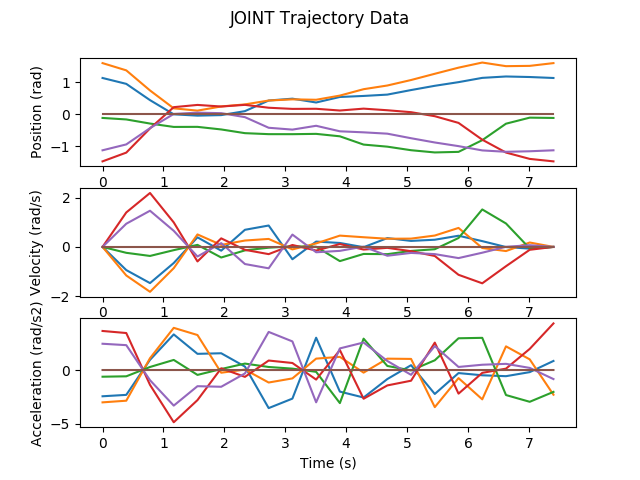 JOINT Trajectory Data
Position (rad)
1
0
−1
0 1 2 3 4 5 6 7
Velocity (rad/s)
2
0
−2
0 1 2 3 4 5 6 7
Acceleration (rad/s2)
0
−5
0 1 2 3 4 5 6 7
Time (s)